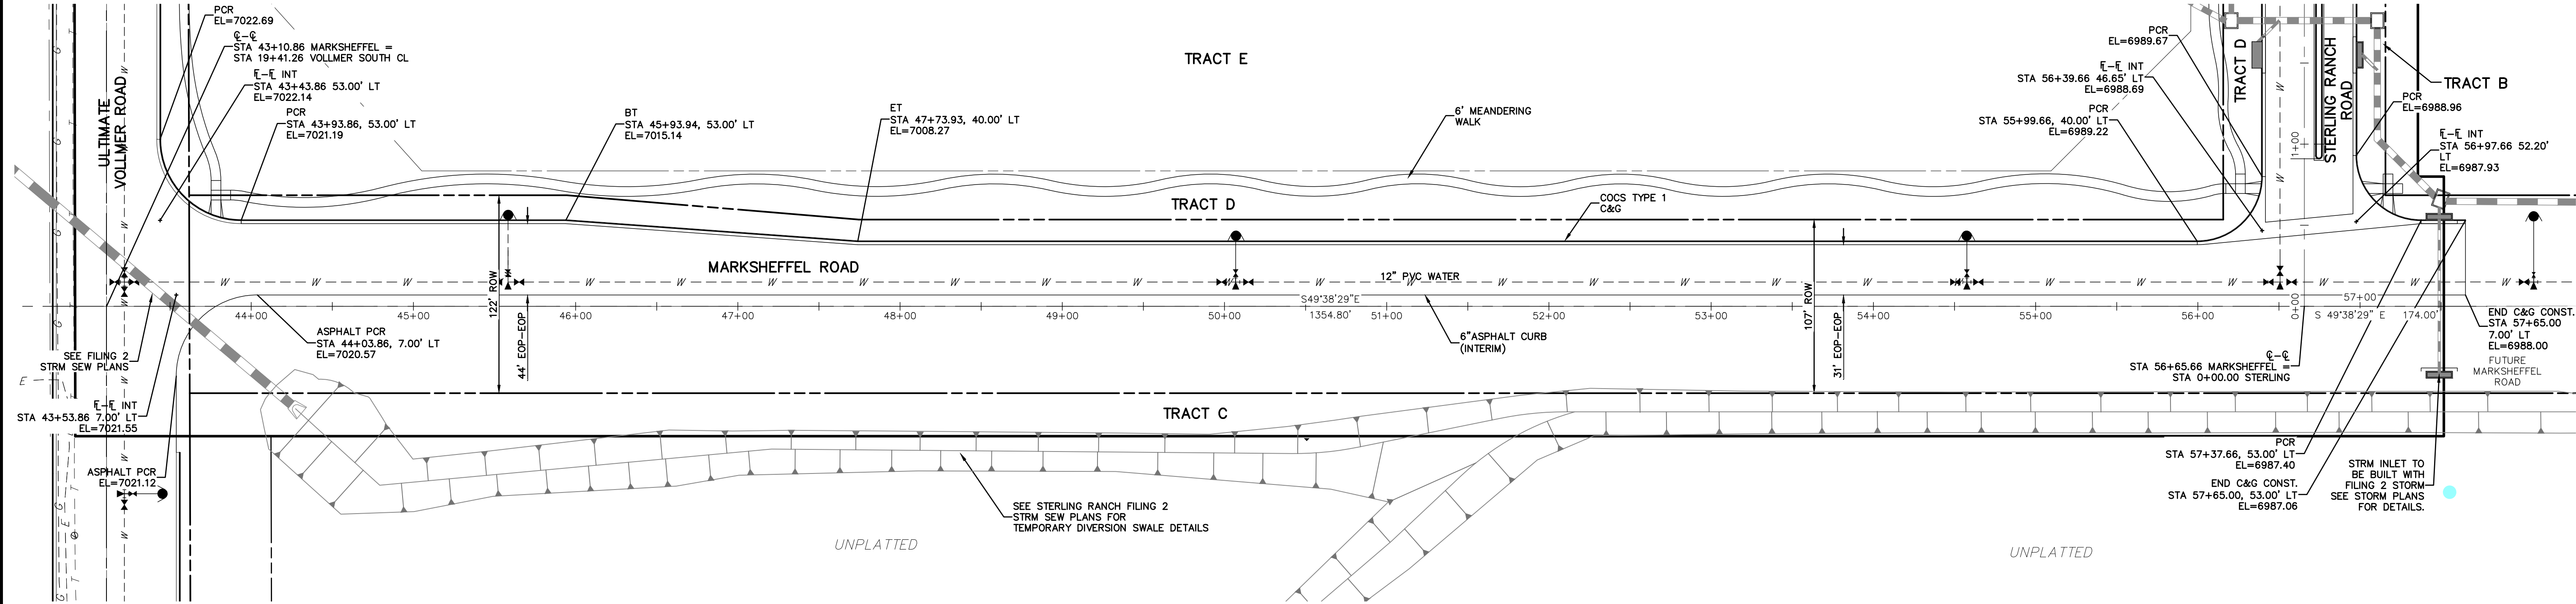 PCR
EL=7022.69
℄-℄
STA 43+10.86 MARKSHEFFEL =
STA 19+41.26 VOLLMER SOUTH CL
INT
STA 43+43.86 53.00' LT
EL=7022.14
PCR
STA 43+93.86, 53.00' LT
EL=7021.19
ULTIMATE
VOLLMER ROAD
BT
STA 45+93.94, 53.00' LT
EL=7015.14
ET
STA 47+73.93, 40.00' LT
EL=7008.27
TRACT E
6' MEANDERING
WALK
PCR
EL=6989.67
INT
STA 56+39.66 46.65' LT
EL=6988.69
PCR
STA 55+99.66, 40.00' LT
EL=6989.22
TRACT D
STERLING RANCH
ROAD
1+00
0+00
TRACT B
PCR
EL=6988.96
INT
STA 56+97.66 52.20'
LT
EL=6987.93
TRACT D
COCS TYPE 1
C&G
MARKSHEFFEL ROAD
12" PVC WATER
W W W W W W W W
122' ROW
107' ROW
S49°38'29"E
1354.80'
44+00
45+00
46+00
47+00
48+00
49+00
50+00
51+00
52+00
53+00
54+00
55+00
56+00
57+00
S 49°38'29" E 174.00'
44' EOP-EOP
31' EOP-EOP
ASPHALT PCR
STA 44+03.86, 7.00' LT
EL=7020.57
6"ASPHALT CURB
(INTERIM)
SEE FILING 2
STRM SEW PLANS
E
INT
STA 43+53.86 7.00' LT
EL=7021.55
ASPHALT PCR
EL=7021.12
TRACT C
℄-℄
STA 56+65.66 MARKSHEFFEL =
STA 0+00.00 STERLING
END C&G CONST.
STA 57+65.00
7.00' LT
EL=6988.00
FUTURE
MARKSHEFFEL
ROAD
PCR
STA 57+37.66, 53.00' LT
EL=6987.40
END C&G CONST.
STA 57+65.00, 53.00' LT
EL=6987.06
STRM INLET TO
BE BUILT WITH
FILING 2 STORM
SEE STORM PLANS
FOR DETAILS.
SEE STERLING RANCH FILING 2
STRM SEW PLANS FOR
TEMPORARY DIVERSION SWALE DETAILS
UNPLATTED
UNPLATTED